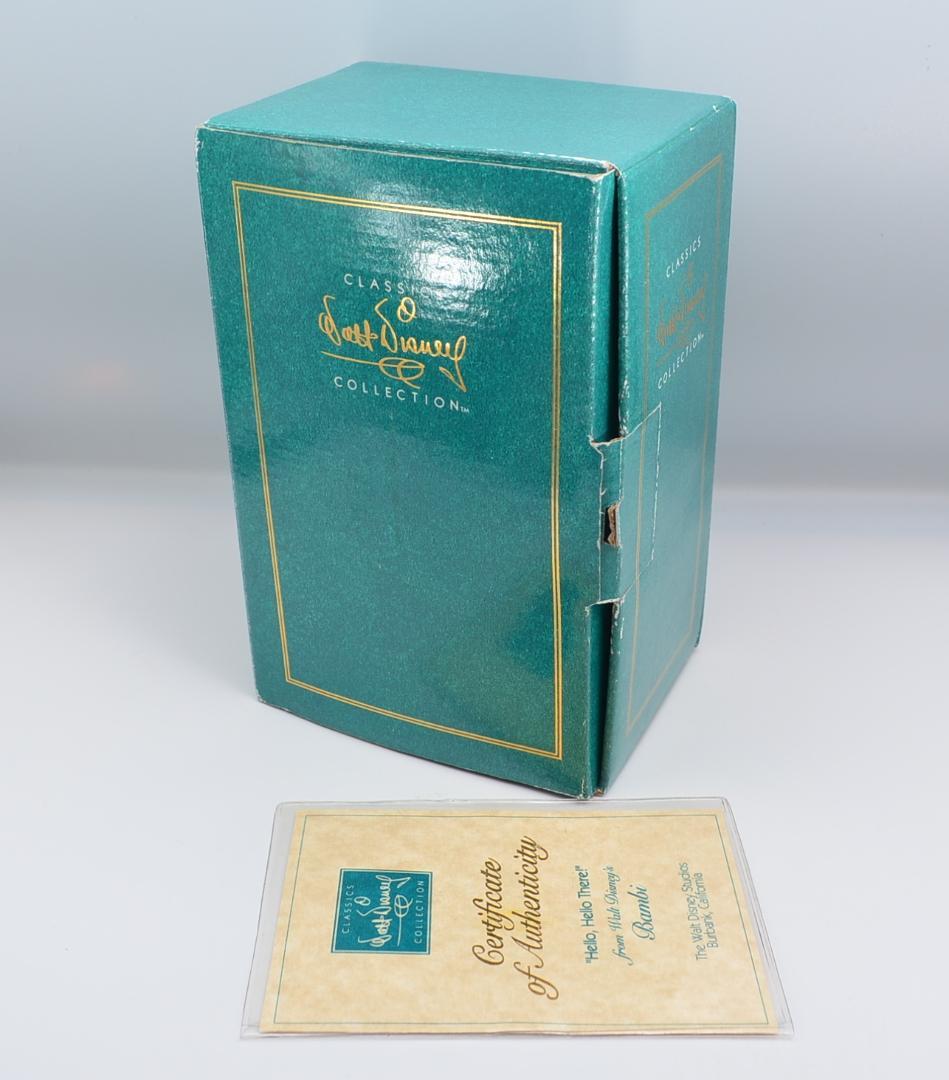 CLASSICS
Walt Disney
COLLECTION™
CLASSICS
Walt Disney
COLLECTION™
CLASSICS
Walt Disney
COLLECTION
Certificate
of Authenticity
"Hello, Hello There!"
from Walt Disney's
Bambi
The Walt Disney Studios
Burbank, California